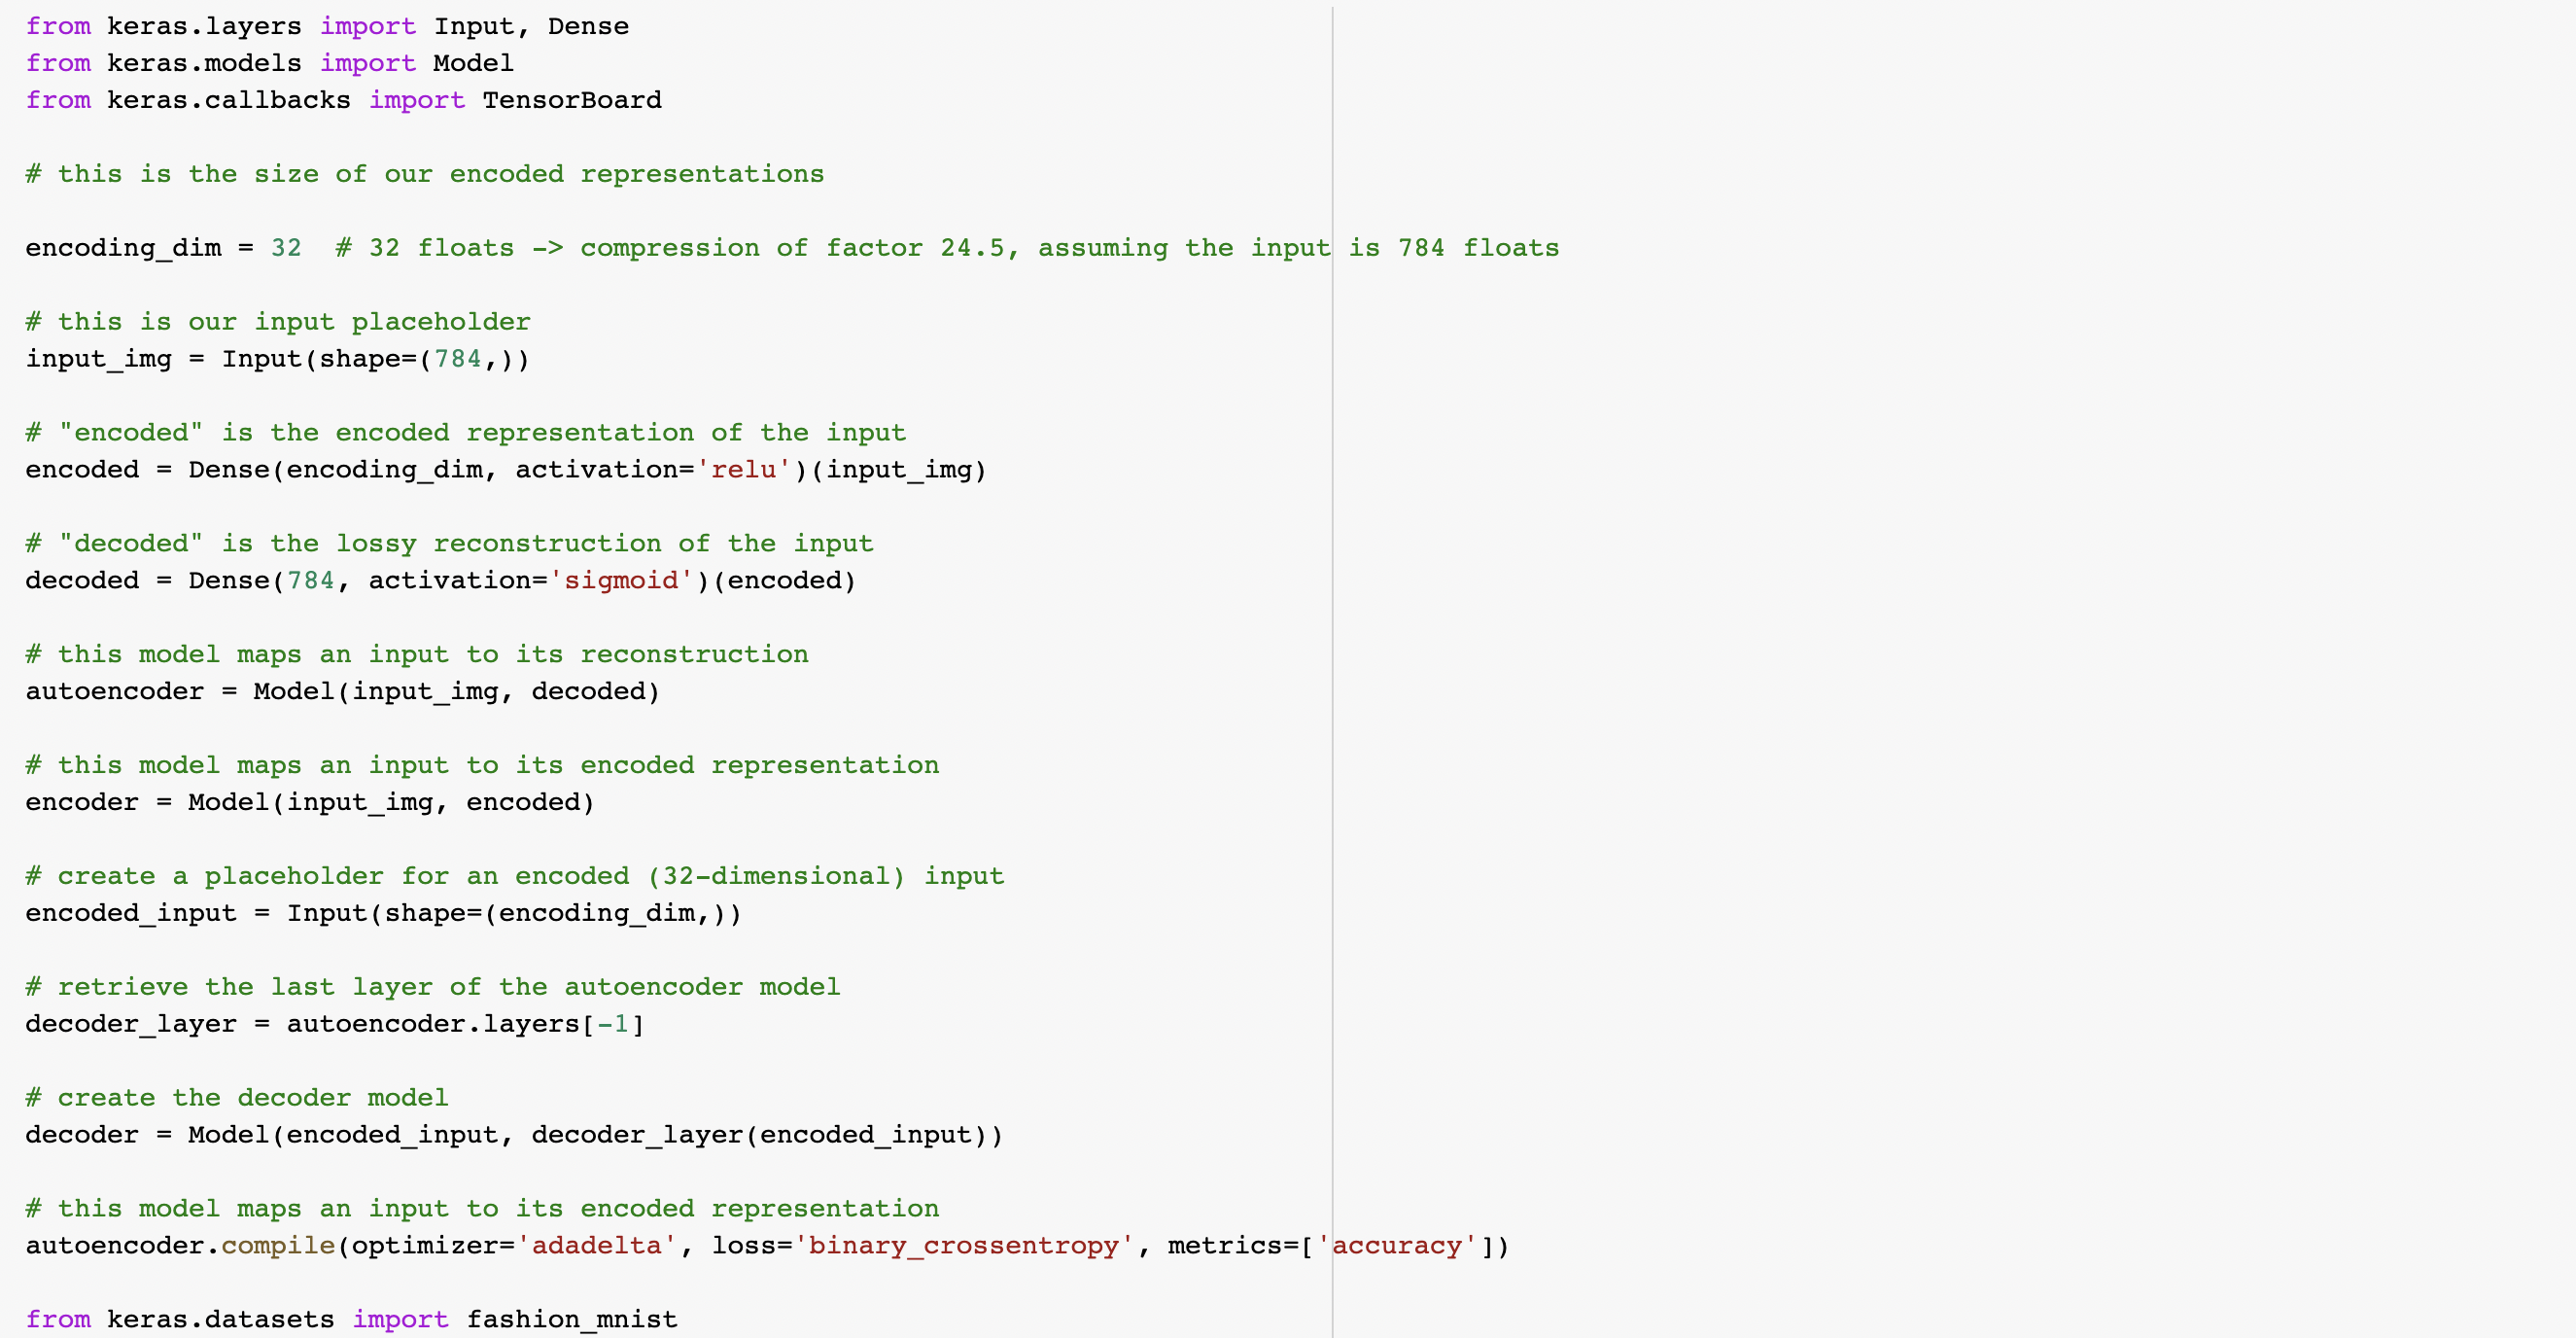 from keras.layers import Input, Dense
from keras.models import Model
from keras.callbacks import TensorBoard
# this is the size of our encoded representations
encoding_dim = 32  # 32 floats -> compression of factor 24.5, assuming the input is 784 floats
# this is our input placeholder
input_img = Input(shape=(784,))
# "encoded" is the encoded representation of the input
encoded = Dense(encoding_dim, activation='relu')(input_img)
# "decoded" is the lossy reconstruction of the input
decoded = Dense(784, activation='sigmoid')(encoded)
# this model maps an input to its reconstruction
autoencoder = Model(input_img, decoded)
# this model maps an input to its encoded representation
encoder = Model(input_img, encoded)
# create a placeholder for an encoded (32-dimensional) input
encoded_input = Input(shape=(encoding_dim,))
# retrieve the last layer of the autoencoder model
decoder_layer = autoencoder.layers[-1]
# create the decoder model
decoder = Model(encoded_input, decoder_layer(encoded_input))
# this model maps an input to its encoded representation
autoencoder.compile(optimizer='adadelta', loss='binary_crossentropy', metrics=['accuracy'])
from keras.datasets import fashion_mnist